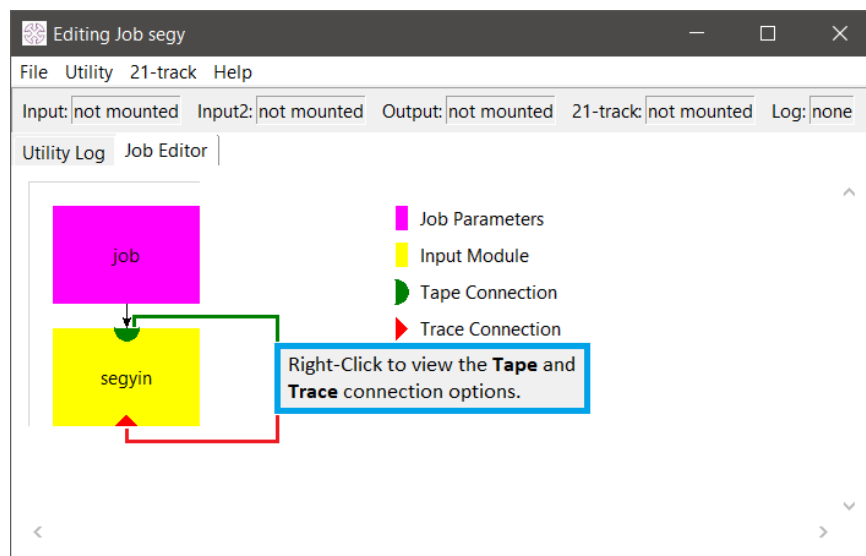 Editing Job segy
File Utility 21-track Help
Input: not mounted Input2: not mounted Output: not mounted 21-track: not mounted Log: none
Utility Log Job Editor
job
Job Parameters
Input Module
Tape Connection
Trace Connection
segyin
Right-Click to view the Tape and
Trace connection options.